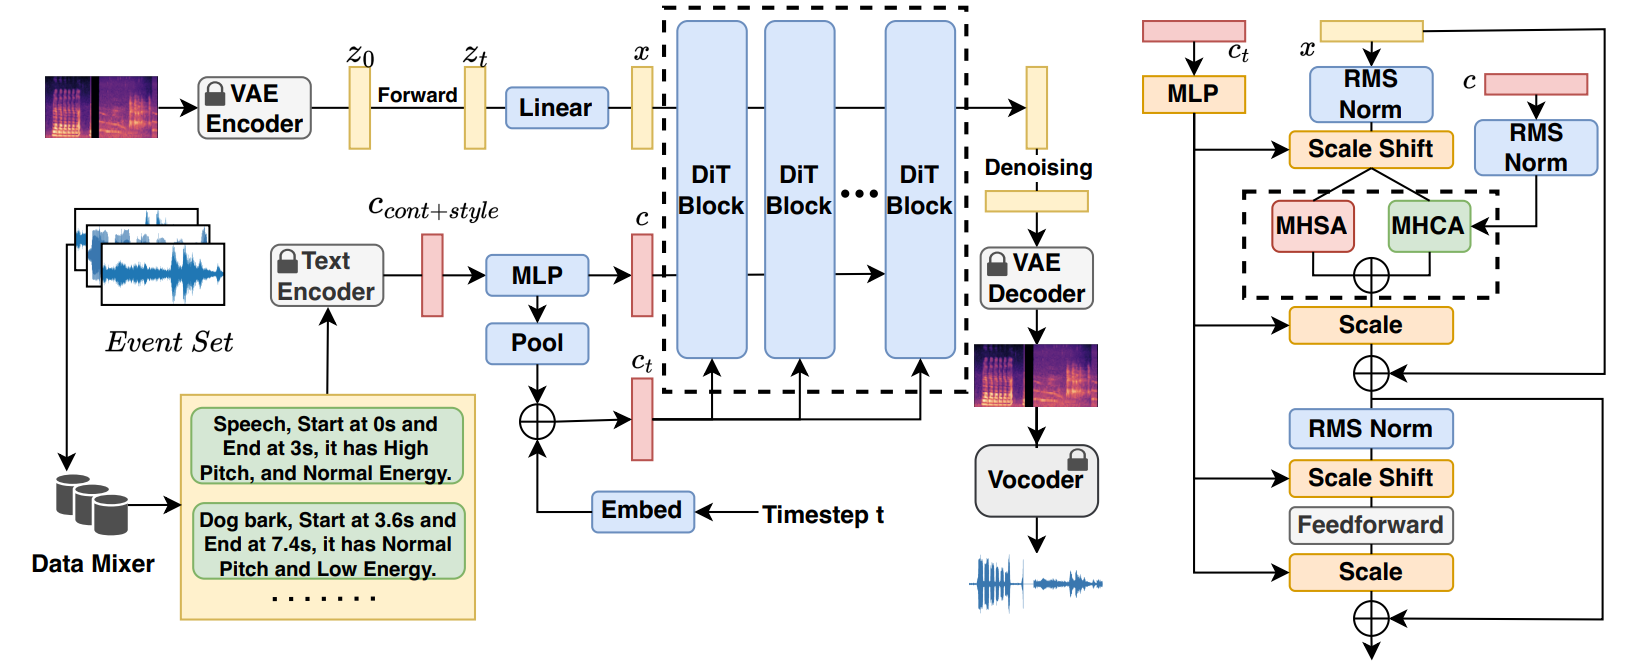 z_0
z_t
x
VAE
Encoder
Forward
Linear
DiT
Block
DiT
Block
DiT
Block
Denoising
c_{cont+style}
c
Text
Encoder
MLP
Pool
c_t
Event Set
VAE
Decoder
Speech, Start at 0s and
End at 3s, it has High
Pitch, and Normal Energy.
Dog bark, Start at 3.6s and
End at 7.4s, it has Normal
Pitch and Low Energy.
.......
Data Mixer
Embed
Timestep t
Vocoder
c_t
x
c
MLP
RMS
Norm
RMS
Norm
Scale Shift
MHSA
MHCA
Scale
RMS Norm
Scale Shift
Feedforward
Scale